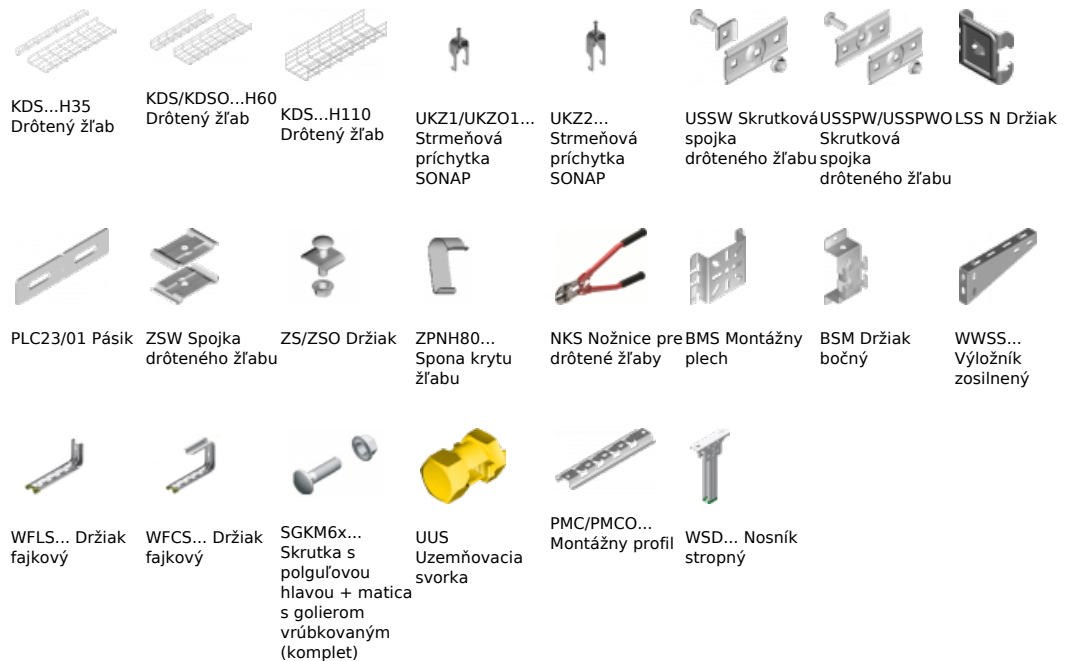 KDS...H35
Drôtený žľab
KDS/KDSO...H60
Drôtený žľab
KDS...H110
Drôtený žľab
UKZ1/UKZO1...
Strmeňová
príchytka
SONAP
UKZ2...
Strmeňová
príchytka
SONAP
USSW Skrutková
spojka
drôteného žľabu
USSPW/USSPWO
Skrutková
spojka
drôteného žľabu
LSS N Držiak
PLC23/01 Pásik
ZSW Spojka
drôteného žľabu
ZS/ZSO Držiak
ZPNH80...
Spona krytu
žľabu
NKS Nožnice pre
drôtené žľaby
BMS Montážny
plech
BSM Držiak
bočný
WWSS...
Výložník
zosilnený
WFLS... Držiak
fajkový
WFCS... Držiak
fajkový
SGKM6x...
Skrutka s
polguľovou
hlavou + matica
s golierom
vrúbkovaným
(komplet)
UUS
Uzemňovacia
svorka
PMC/PMCO...
Montážny profil
WSD... Nosník
stropný